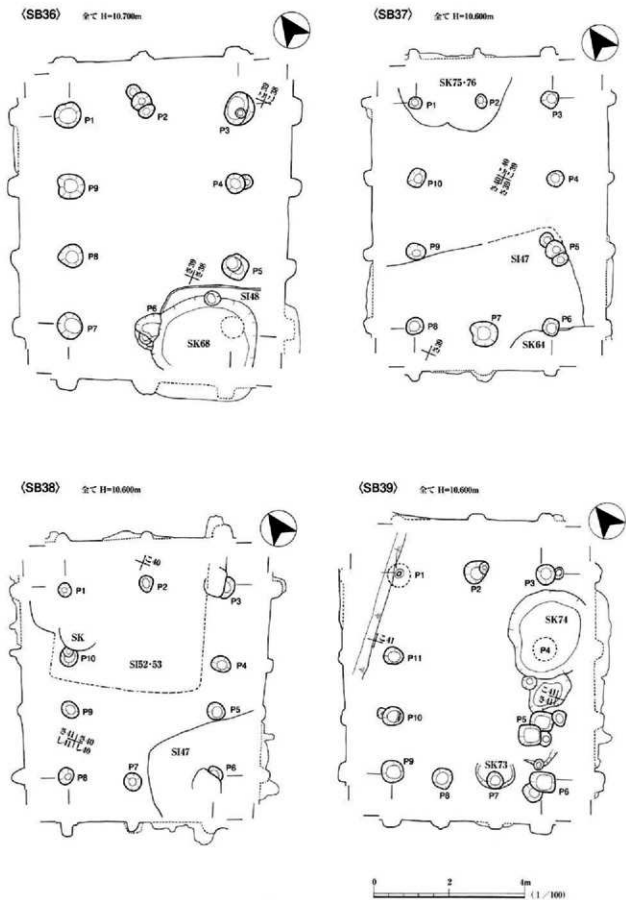 〈SB36〉 全て H=10.700m
P1
P2
P3
P9
P4
P8
P5
P6
SI48
P7
SK68
〈SB37〉 全て H=10.600m
SK75・76
P1
P2
P3
P10
P4
P9
SI47
P5
P8
P7
P6
SK64
〈SB38〉 全て H=10.600m
P1
P2
P3
SK
P10
SI52・53
P4
P9
P5
SI47
P8
P7
P6
〈SB39〉 全て H=10.600m
P1
P2
P3
SK74
P4
P11
P10
P5
P9
P8
SK73
P7
P6
0 2 4m
(1/100)